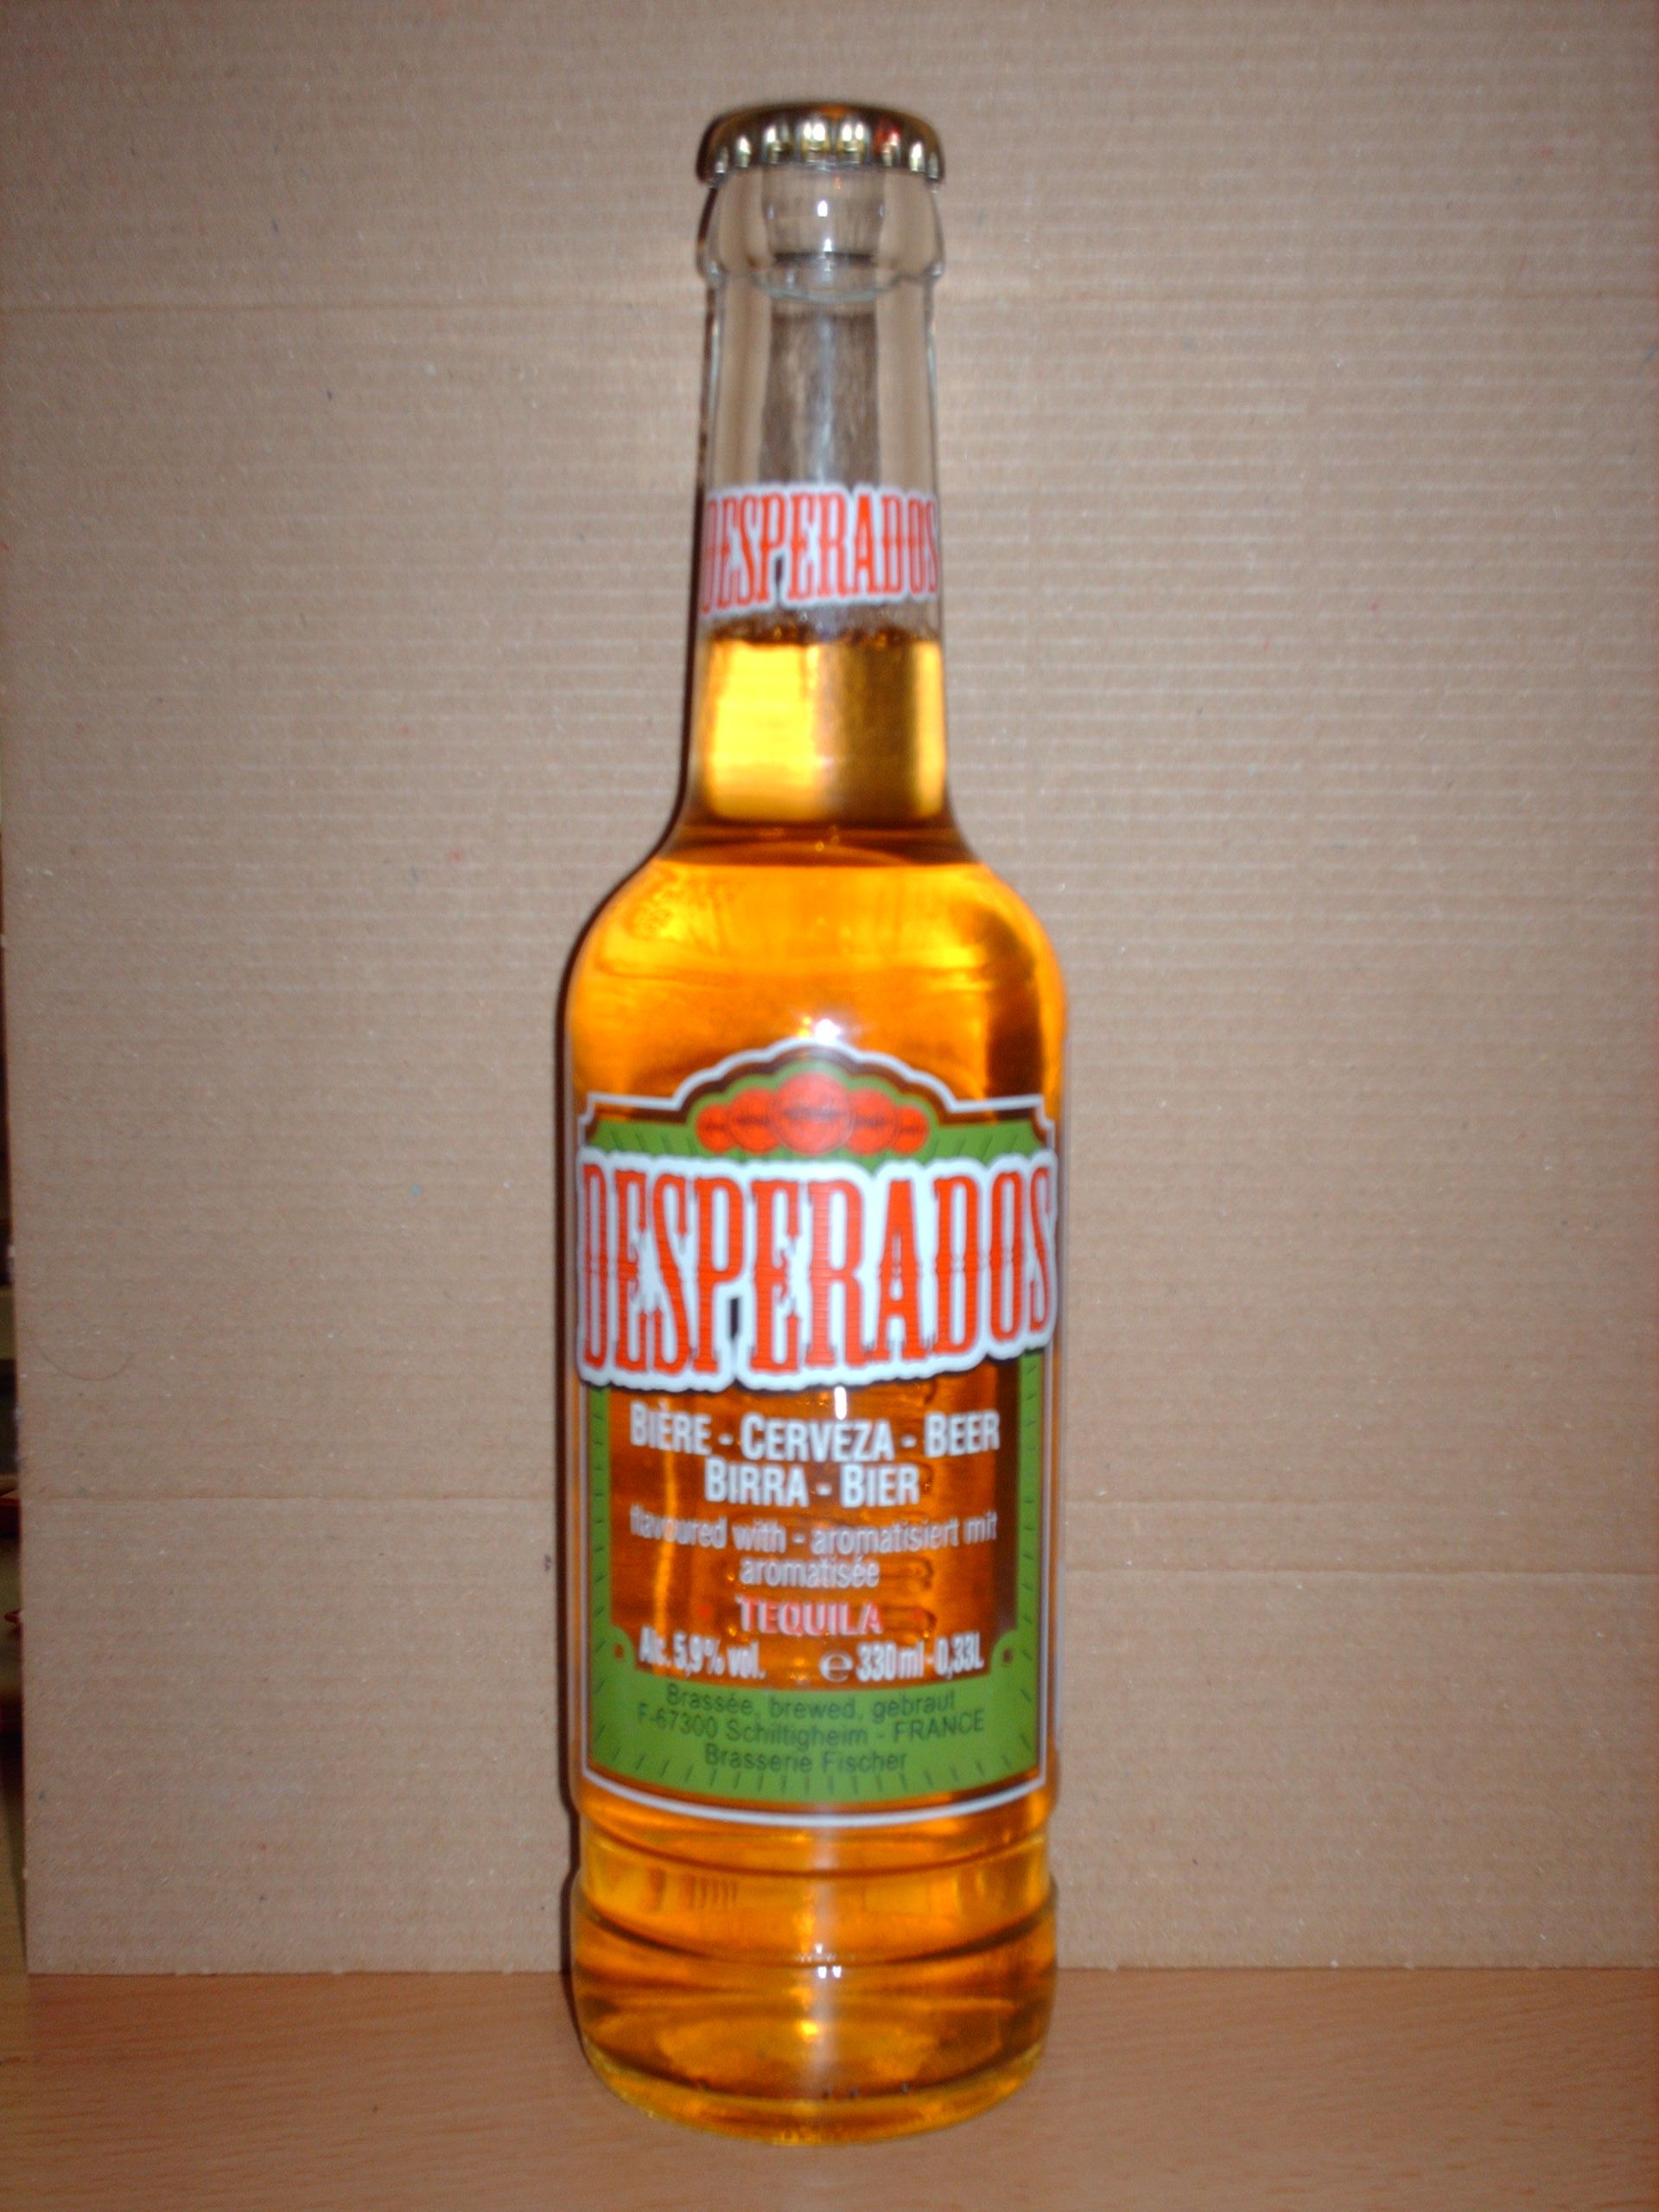 DESPERADOS
DESPERADOS
BIÈRE - CERVEZA - BEER
BIRRA - BIER
flavoured with - aromatisiert mit
aromatisée
TEQUILA
Alc. 5,9% vol. ℮ 330 ml - 0,33L
Brassée, brewed, gebraut
F-67300 Schiltigheim - FRANCE
Brasserie Fischer